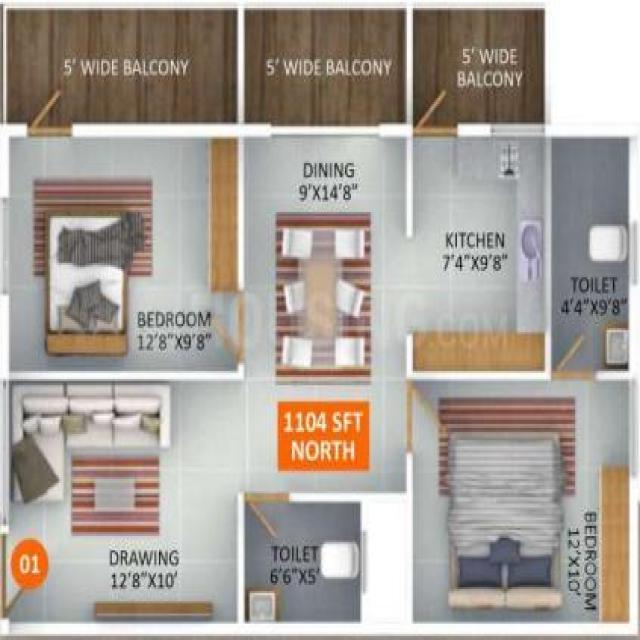 5' WIDE BALCONY
5' WIDE BALCONY
5' WIDE
BALCONY
DINING
9'X14'8"
KITCHEN
7'4"X9'8"
TOILET
4'4"X9'8"
BEDROOM
12'8"X9'8"
1104 SFT
NORTH
01
DRAWING
12'8"X10'
TOILET
6'6"X5'
BEDROOM
12'X10'